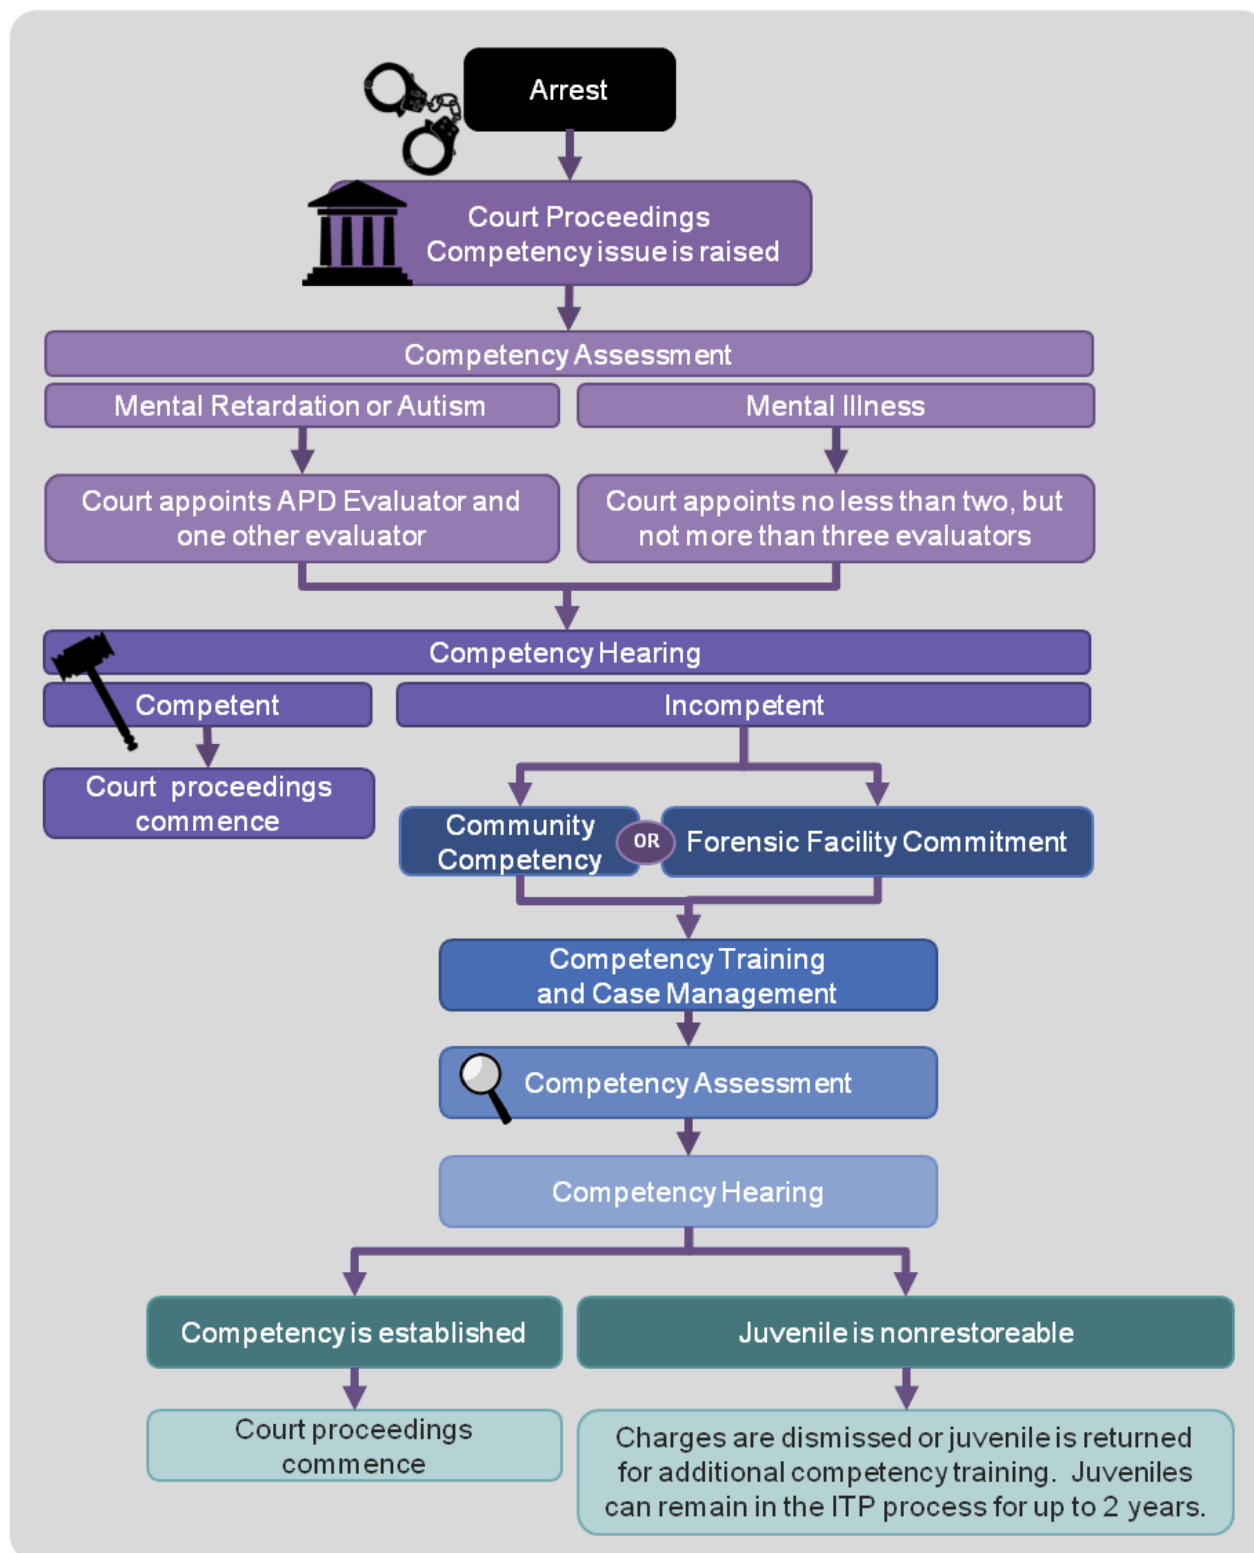 Arrest
Court Proceedings
Competency issue is raised
Competency Assessment
Mental Retardation or Autism
Mental Illness
Court appoints APD Evaluator and
one other evaluator
Court appoints no less than two, but
not more than three evaluators
Competency Hearing
Competent
Incompetent
Court proceedings
commence
Community
Competency
OR
Forensic Facility Commitment
Competency Training
and Case Management
Competency Assessment
Competency Hearing
Competency is established
Juvenile is nonrestoreable
Court proceedings
commence
Charges are dismissed or juvenile is returned
for additional competency training. Juveniles
can remain in the ITP process for up to 2 years.